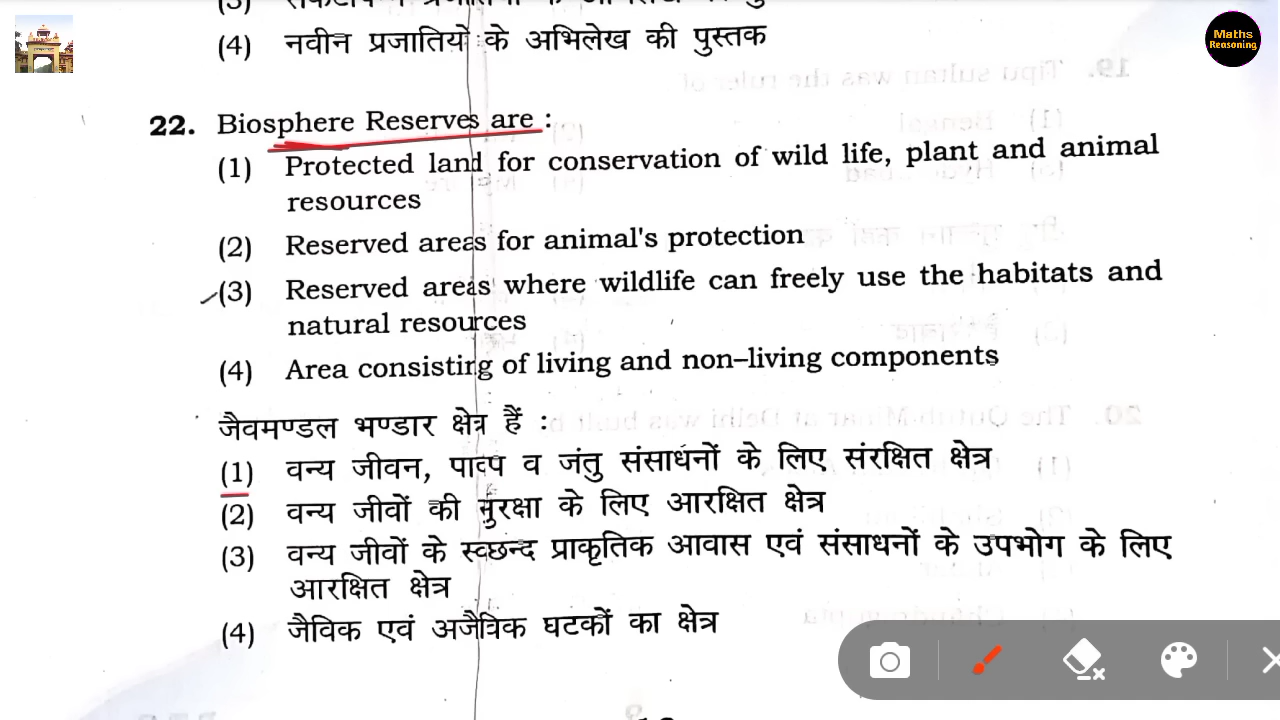 (4) नवीन प्रजातियों के अभिलेख की पुस्तक
Maths
Reasoning
22. Biosphere Reserves are :
(1) Protected land for conservation of wild life, plant and animal
resources
(2) Reserved areas for animal's protection
(3) Reserved areas where wildlife can freely use the habitats and
natural resources
(4) Area consisting of living and non–living components
जैवमण्डल भण्डार क्षेत्र हैं :
(1) वन्य जीवन, पादप व जंतु संसाधनों के लिए संरक्षित क्षेत्र
(2) वन्य जीवों की सुरक्षा के लिए आरक्षित क्षेत्र
(3) वन्य जीवों के स्वछन्द प्राकृतिक आवास एवं संसाधनों के उपभोग के लिए
आरक्षित क्षेत्र
(4) जैविक एवं अजैविक घटकों का क्षेत्र